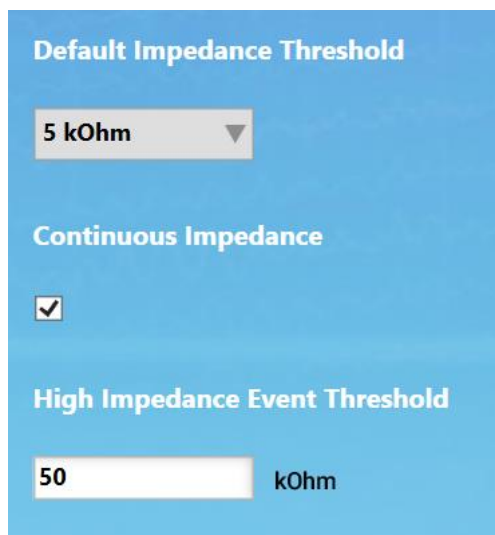 Default Impedance Threshold
5 kOhm
Continuous Impedance
High Impedance Event Threshold
50 kOhm